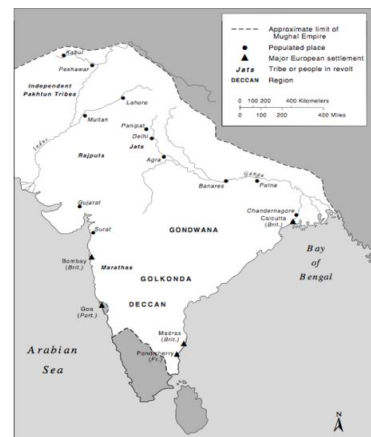 Approximate limit of
Mughal Empire
Populated place
Major European settlement
Jats Tribe or people in revolt
DECCAN Region
0 100 200 400 Kilometers
0 100 200 400 Miles
Kabul
Peshawar
Independent
Pakhtun Tribes
Lahore
Multan
Panipat
Delhi
Jats
Indus
Rajputs
Agra
Ganga
Banares
Patna
Gujarat
Chandernagore
Calcutta
(Brit.)
Surat
GONDWANA
Bombay
(Brit.)
Marathas
Bay
of
Bengal
GOLKONDA
DECCAN
Goa
(Port.)
Madras
(Brit.)
Arabian
Sea
Pondicherry
(Fr.)
N